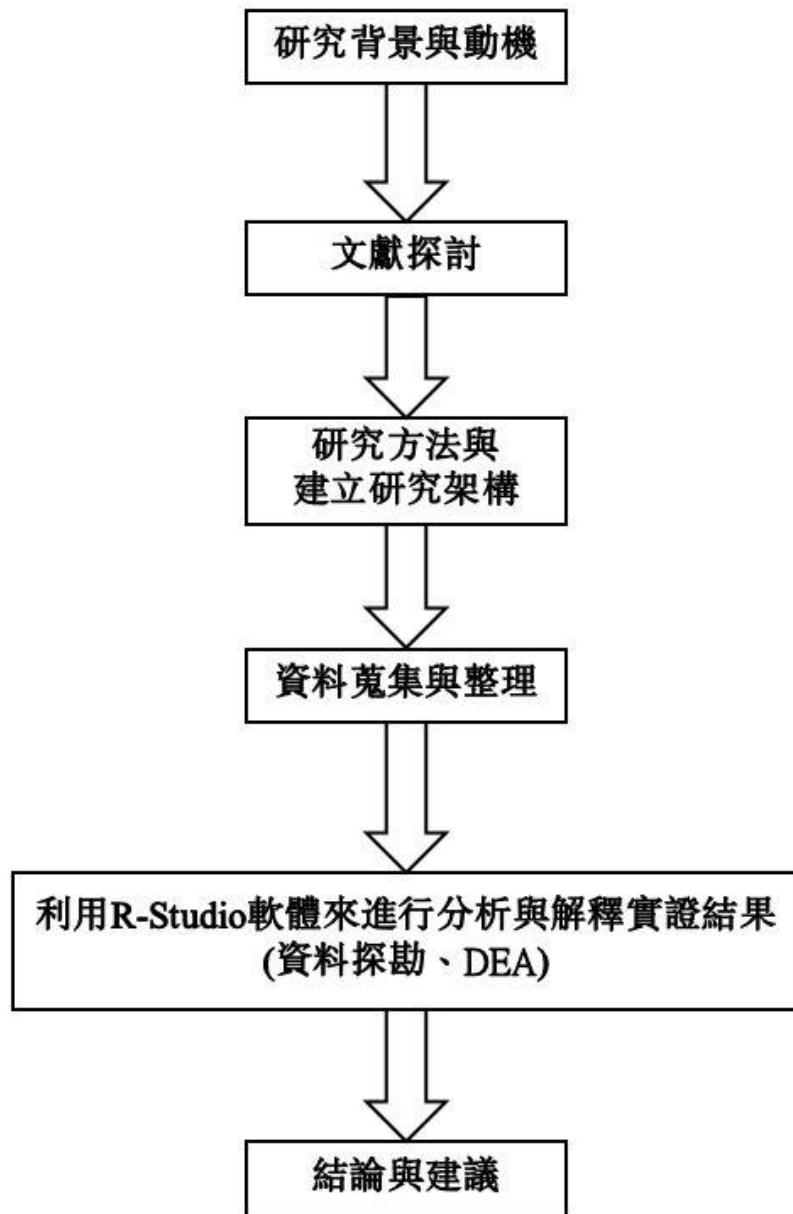 研究背景與動機
文獻探討
研究方法與
建立研究架構
資料蒐集與整理
利用R-Studio軟體來進行分析與解釋實證結果
(資料探勘、DEA)
結論與建議